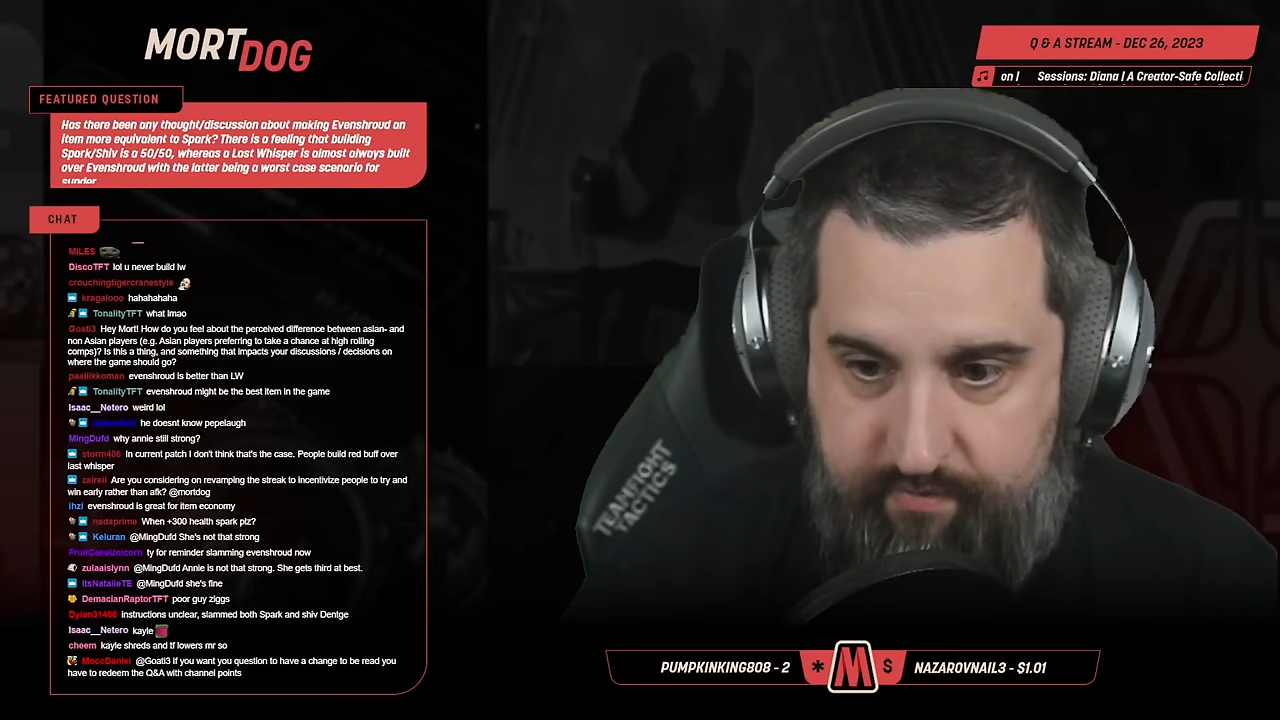 MORTDOG
Q & A STREAM - DEC 26, 2023
on |      Sessions: Diana | A Creator-Safe Collecti
FEATURED QUESTION
Has there been any thought/discussion about making Evenshroud an
item more equivalent to Spark? There is a feeling that building
Spark/Shiv is a 50/50, whereas a Last Whisper is almost always built
over Evenshroud with the latter being a worst case scenario for
sunder
CHAT
MILES
DiscoTFT lol u never build lw
crouchingtigercranestyle
kragalooo hahahahaha
TonalityTFT what lmao
Goati3 Hey Mort! How do you feel about the perceived difference between asian- and
non Asian players (e.g. Asian players preferring to take a chance at high rolling
comps)? Is this a thing, and something that impacts your discussions / decisions on
where the game should go?
paallikkoman evenshroud is better than LW
TonalityTFT evenshroud might be the best item in the game
Isaac__Netero weird lol
he doesnt know pepelaugh
MingDufd why annie still strong?
storm406 In current patch I don't think that's the case. People build red buff over
last whisper
zaireii Are you considering on revamping the streak to incentivize people to try and
win early rather than afk? @mortdog
ihzi evenshroud is great for item economy
nadaprime When +300 health spark plz?
Keluran @MingDufd She's not that strong
FruitCakeUnicorn ty for reminder slamming evenshroud now
zulaaislynn @MingDufd Annie is not that strong. She gets third at best.
ItsNatalieTE @MingDufd she's fine
DemacianRaptorTFT poor guy ziggs
Dylan31466 instructions unclear, slammed both Spark and shiv Dentge
Isaac__Netero kayle
cheem kayle shreds and tf lowers mr so
MocoDaniel @Goati3 If you want you question to have a change to be read you
have to redeem the Q&A with channel points
TEAMFIGHT
TACTICS
PUMPKINKING808 - 2
* M $
NAZAROVNAIL3 - $1.01